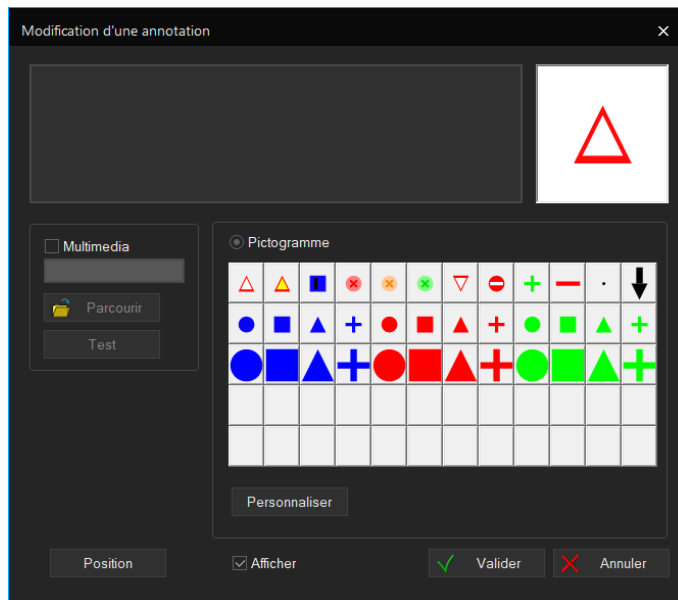 Modification d'une annotation
Multimedia
Pictogramme
Parcourir
Test
Personnaliser
Position
Afficher
Valider
Annuler